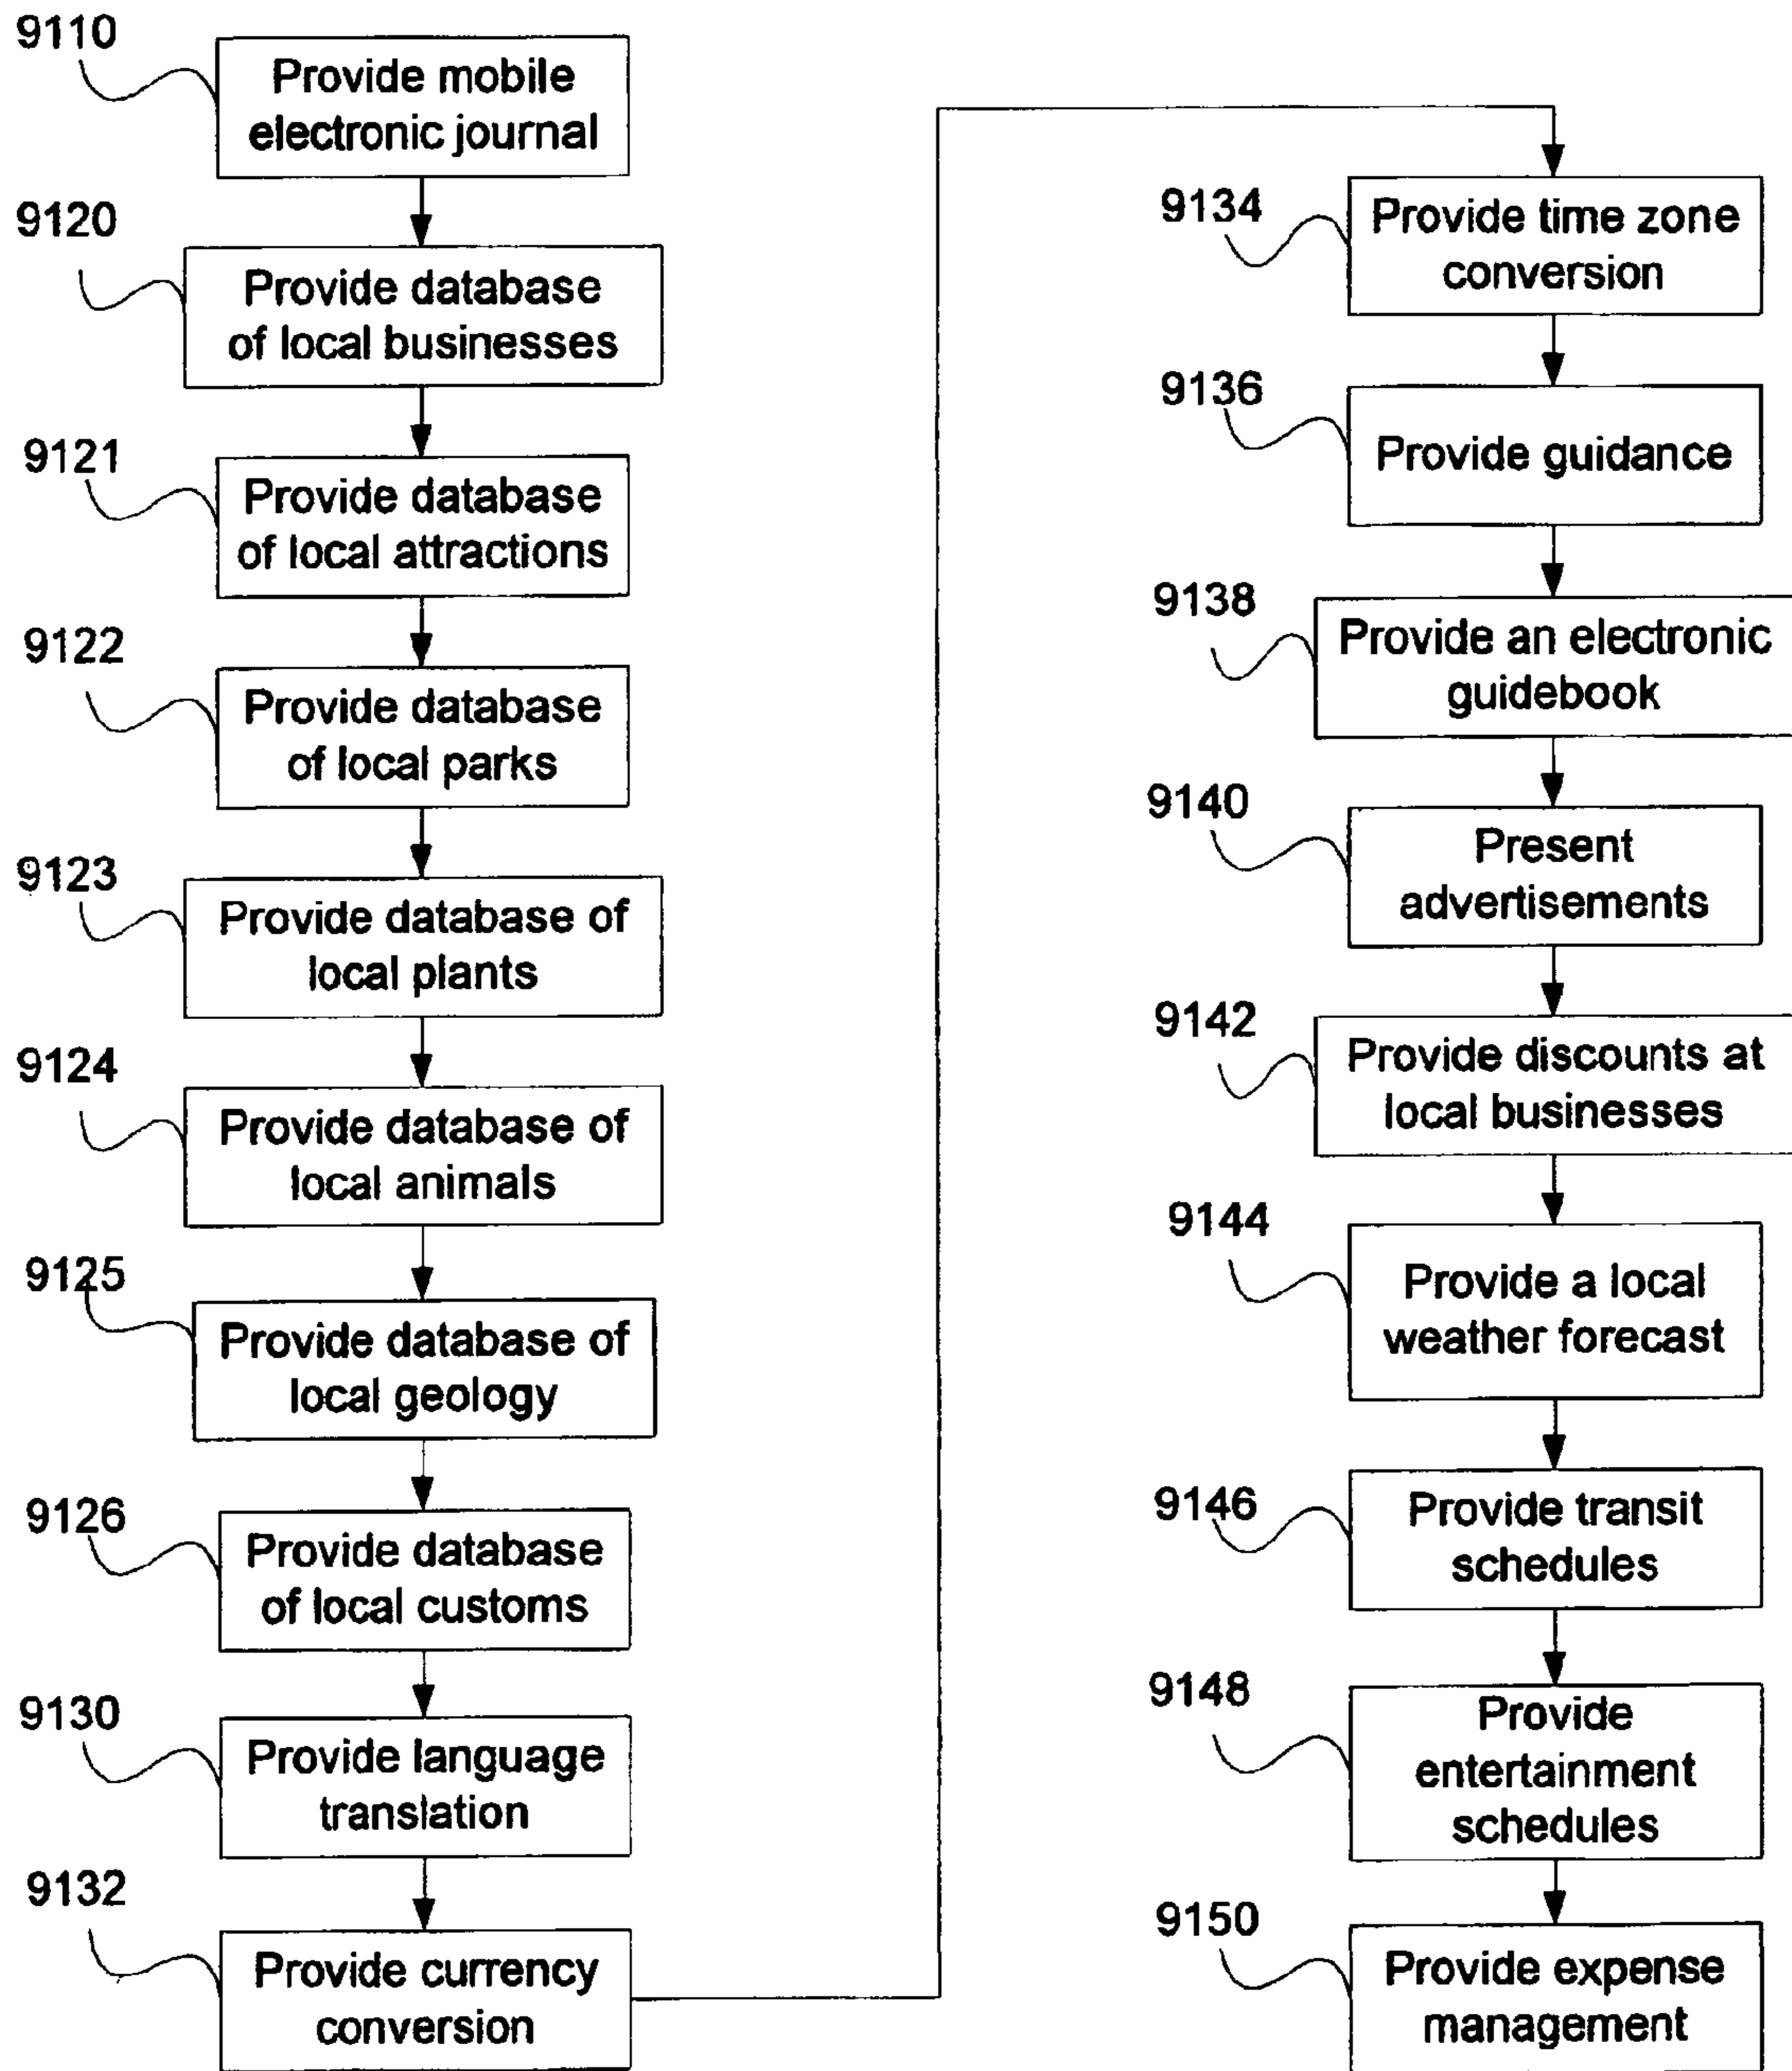 9110
Provide mobile
electronic journal
9120
Provide database
of local businesses
9121
Provide database
of local attractions
9122
Provide database
of local parks
9123
Provide database of
local plants
9124
Provide database of
local animals
9125
Provide database of
local geology
9126
Provide database
of local customs
9130
Provide language
translation
9132
Provide currency
conversion
9134
Provide time zone
conversion
9136
Provide guidance
9138
Provide an electronic
guidebook
9140
Present
advertisements
9142
Provide discounts at
local businesses
9144
Provide a local
weather forecast
9146
Provide transit
schedules
9148
Provide
entertainment
schedules
9150
Provide expense
management